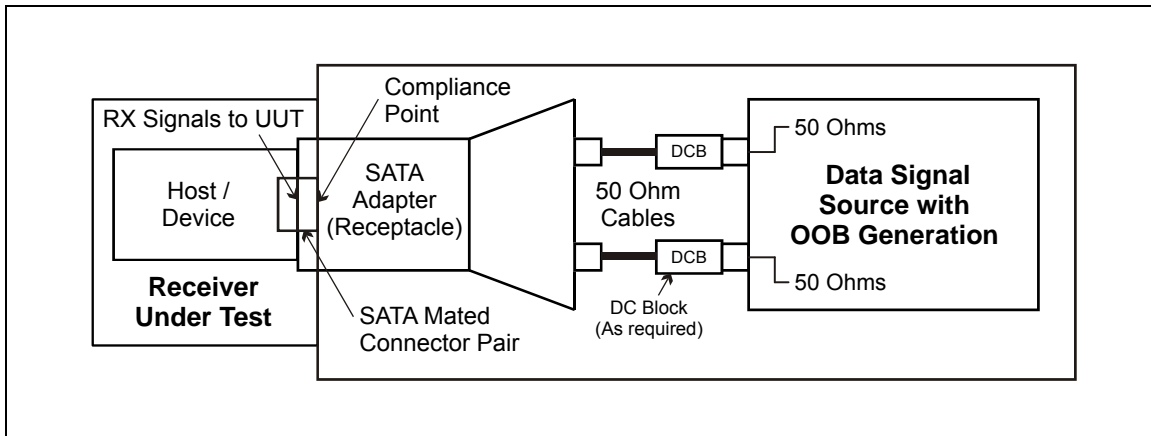 Compliance
Point
RX Signals to UUT
Host /
Device
SATA
Adapter
(Receptacle)
Receiver
Under Test
SATA Mated
Connector Pair
50 Ohm
Cables
DCB
DCB
DC Block
(As required)
50 Ohms
Data Signal
Source with
OOB Generation
50 Ohms